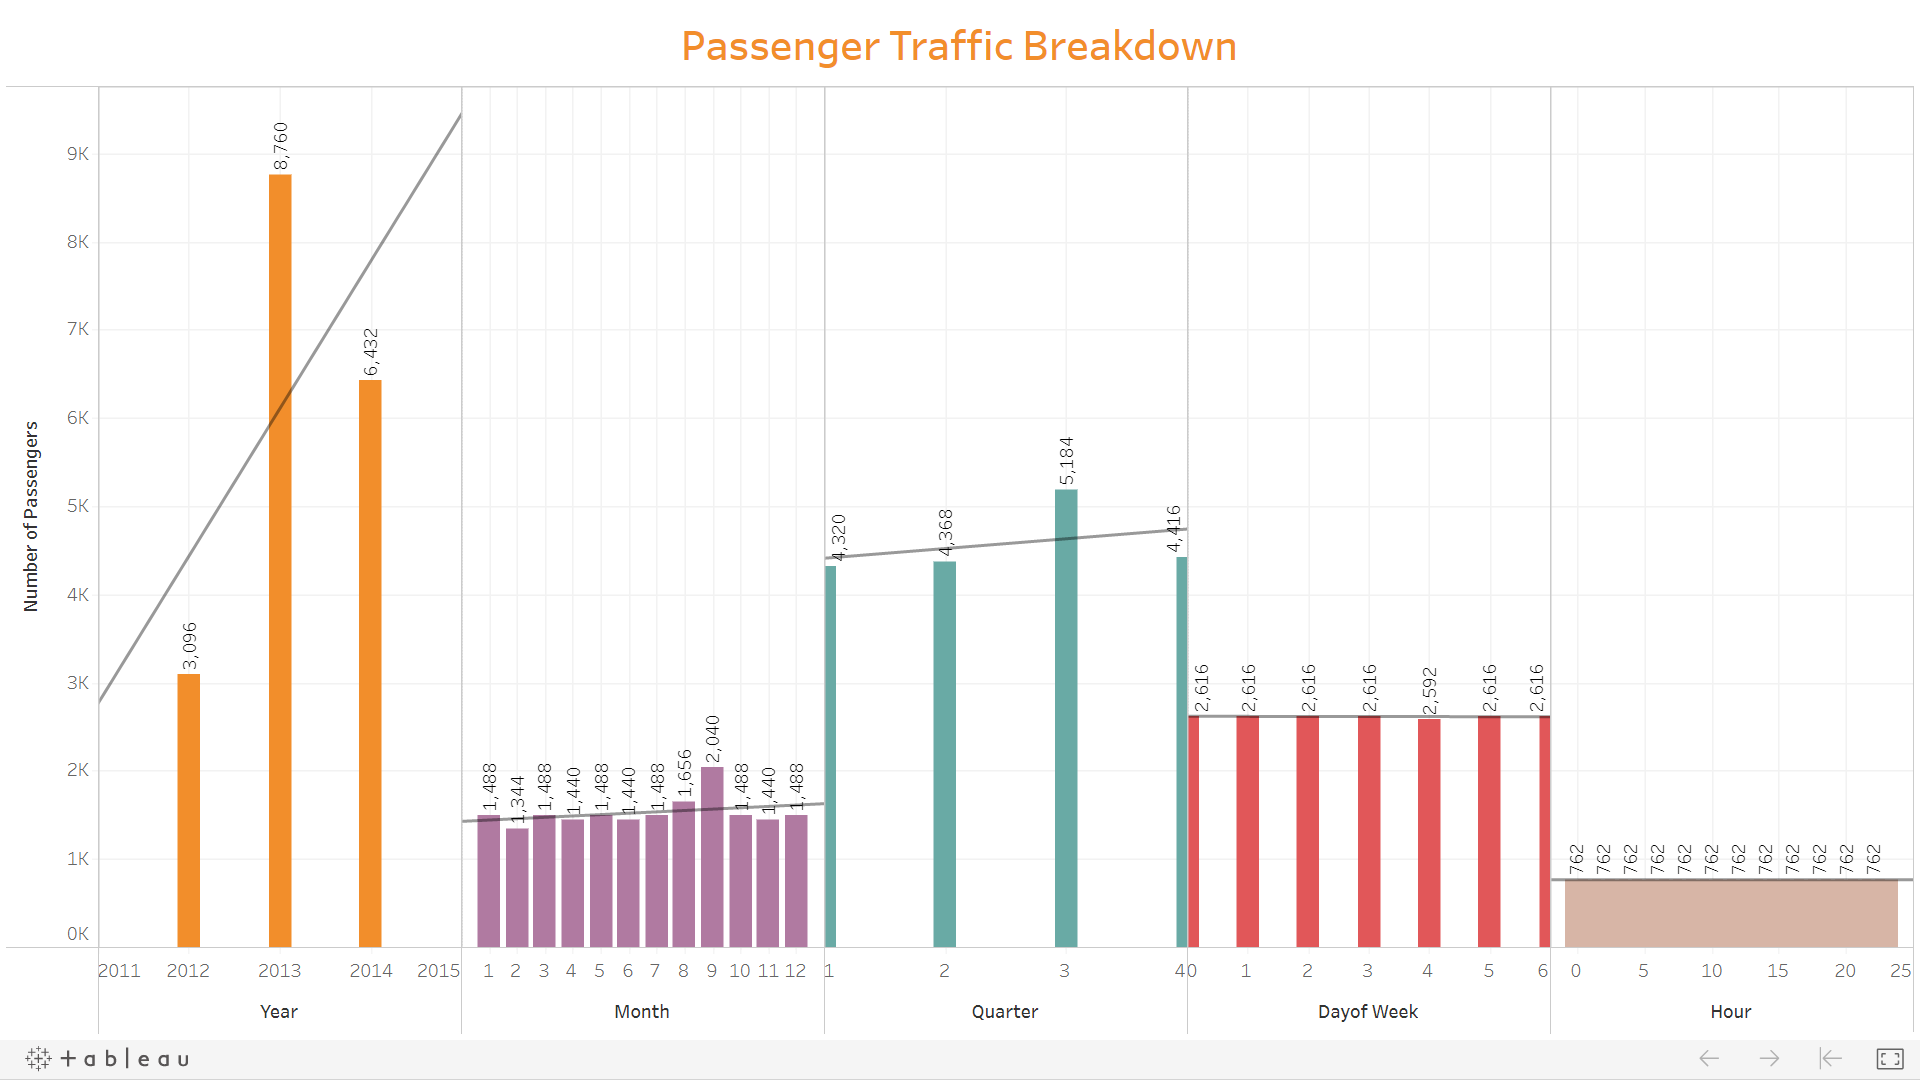 Passenger Traffic Breakdown
Number of Passengers
9K
8K
7K
6K
5K
4K
3K
2K
1K
0K
3,096
8,760
6,432
1,488
1,344
1,488
1,440
1,488
1,440
1,488
1,656
2,040
1,488
1,440
1,488
4,320
4,368
5,184
4,416
2,616
2,616
2,616
2,616
2,592
2,616
2,616
762
762
762
762
762
762
762
762
762
762
762
762
2011 2012 2013 2014 2015
1 2 3 4 5 6 7 8 9 10 11 12
1 2 3 4
0 1 2 3 4 5 6
0 5 10 15 20 25
Year
Month
Quarter
Dayof Week
Hour
+ a b l e a u